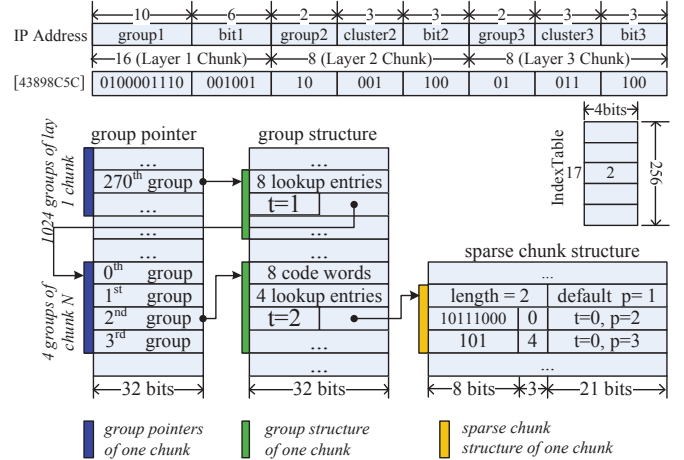 10 6 2 3 3 2 3 3
IP Address group1 bit1 group2 cluster2 bit2 group3 cluster3 bit3
16 (Layer 1 Chunk) 8 (Layer 2 Chunk) 8 (Layer 3 Chunk)
[43898C5C] 0100001110 001001 10 001 100 01 011 100
group pointer
...
270th group
...
...
0th group
1st group
2nd group
3rd group
...
32 bits
1024 groups of lay
1 chunk
4 groups of
chunk N
group structure
...
8 lookup entries
t=1
...
...
8 code words
4 lookup entries
t=2
...
...
32 bits
4bits
IndexTable
17 2
256
sparse chunk structure
...
length = 2 default p= 1
10111000 0 t=0, p=2
101 4 t=0, p=3
...
8 bits 3 21 bits
group pointers
of one chunk
group structure
of one chunk
sparse chunk
structure of one chunk